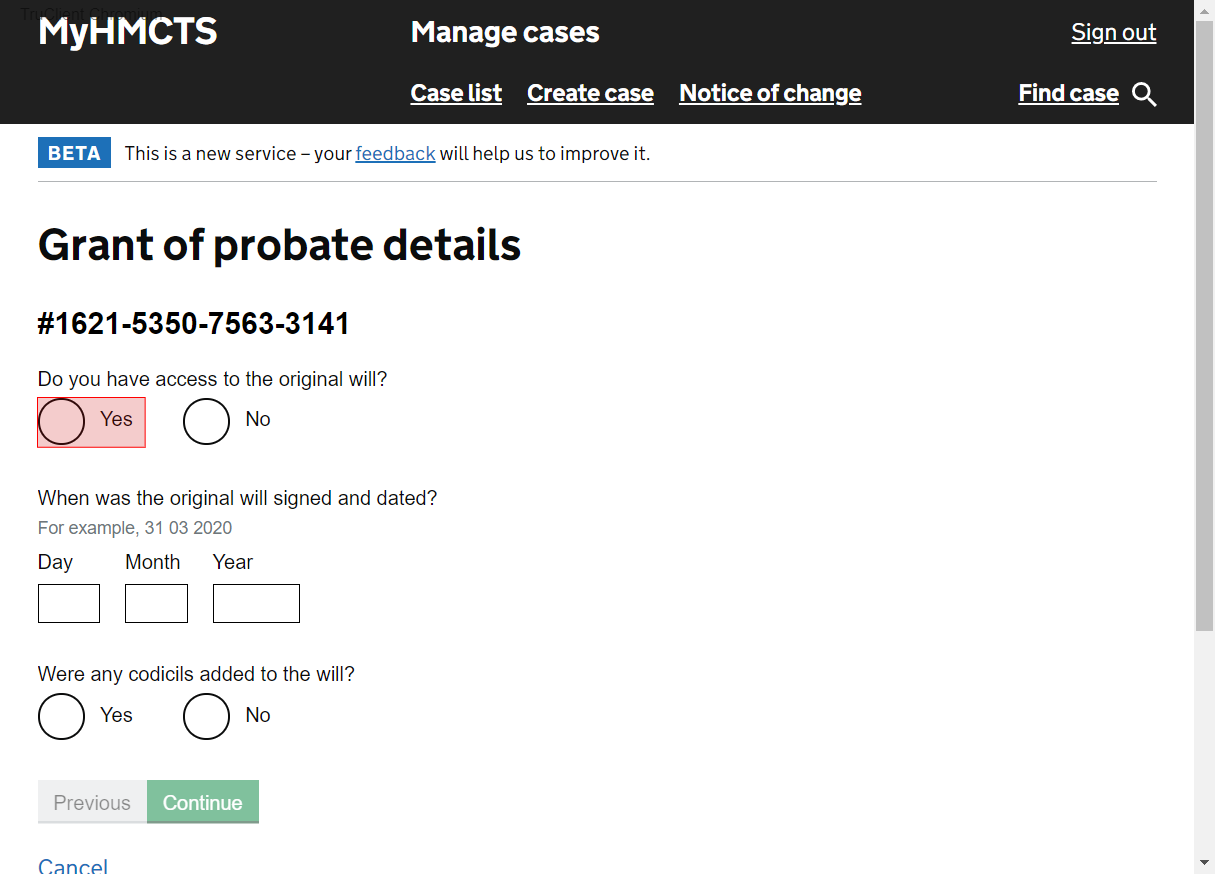 TruClient Chromium
MyHMCTS
Manage cases
Sign out
Case list Create case Notice of change Find case
BETA This is a new service – your feedback will help us to improve it.
Grant of probate details
#1621-5350-7563-3141
Do you have access to the original will?
Yes No
When was the original will signed and dated?
For example, 31 03 2020
Day Month Year
Were any codicils added to the will?
Yes No
Previous Continue
Cancel